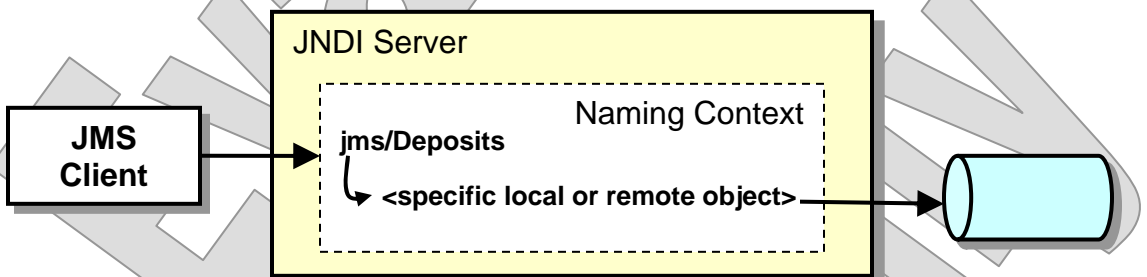 JNDI Server
Naming Context
JMS
Client
jms/Deposits
<specific local or remote object>